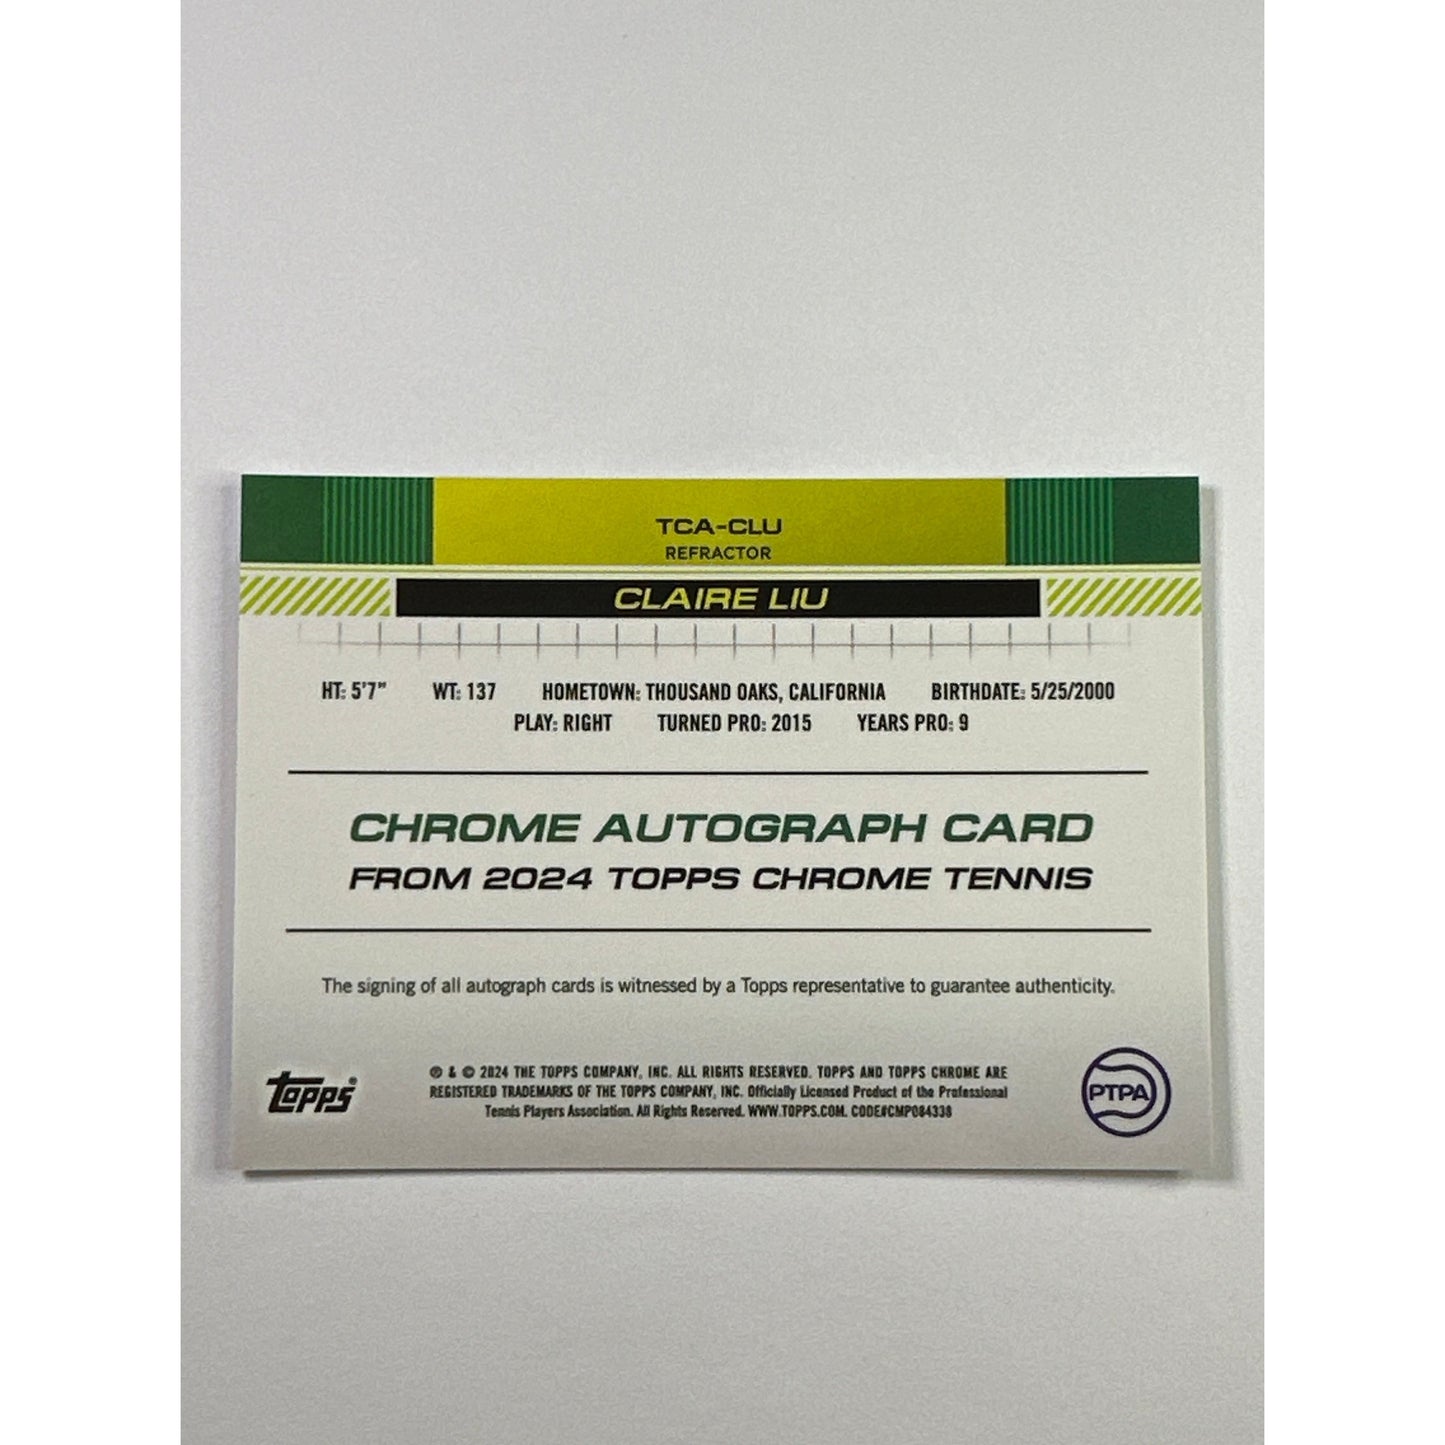 TCA-CLU
REFRACTOR
CLAIRE LIU
HT: 5'7" WT: 137 HOMETOWN: THOUSAND OAKS, CALIFORNIA BIRTHDATE: 5/25/2000
PLAY: RIGHT TURNED PRO: 2015 YEARS PRO: 9
CHROME AUTOGRAPH CARD
FROM 2024 TOPPS CHROME TENNIS
The signing of all autograph cards is witnessed by a Topps representative to guarantee authenticity.
topps®
® & © 2024 THE TOPPS COMPANY, INC. ALL RIGHTS RESERVED. TOPPS AND TOPPS CHROME ARE
REGISTERED TRADEMARKS OF THE TOPPS COMPANY, INC. Officially Licensed Product of the Professional
Tennis Players Association. All Rights Reserved. WWW.TOPPS.COM. CODE#CMP084338
PTPA